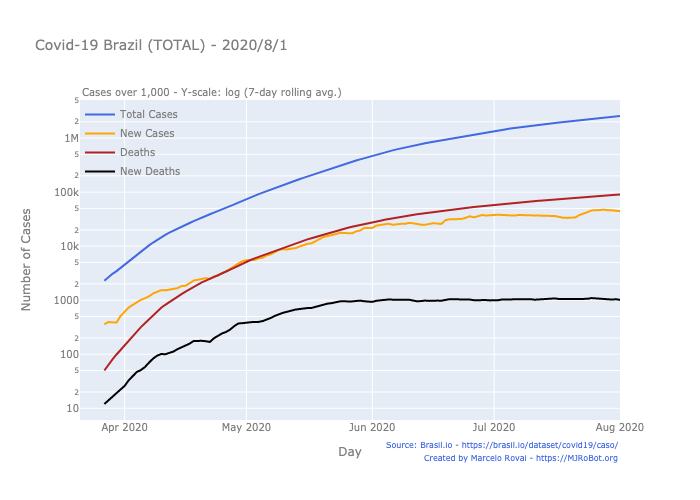 Covid-19 Brazil (TOTAL) - 2020/8/1
Cases over 1,000 - Y-scale: log (7-day rolling avg.)
Total Cases
New Cases
Deaths
New Deaths
Number of Cases
5
1M
5
2
100k
5
2
10k
5
2
1000
5
2
100
5
2
10
Apr 2020
May 2020
Jun 2020
Jul 2020
Aug 2020
Day
Source: Brasil.io - https://brasil.io/dataset/covid19/caso/
Created by Marcelo Rovai - https://MJRoBot.org